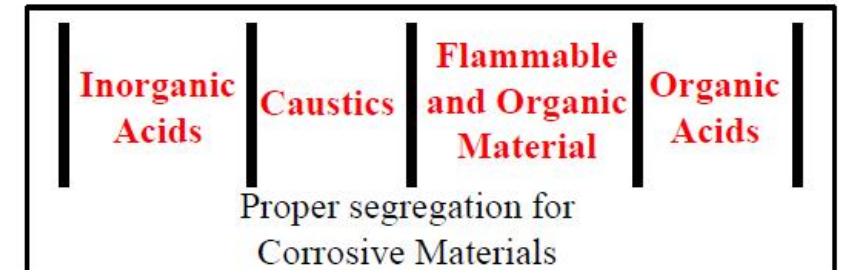 Inorganic
Acids
Caustics
Flammable
and Organic
Material
Organic
Acids
Proper segregation for
Corrosive Materials